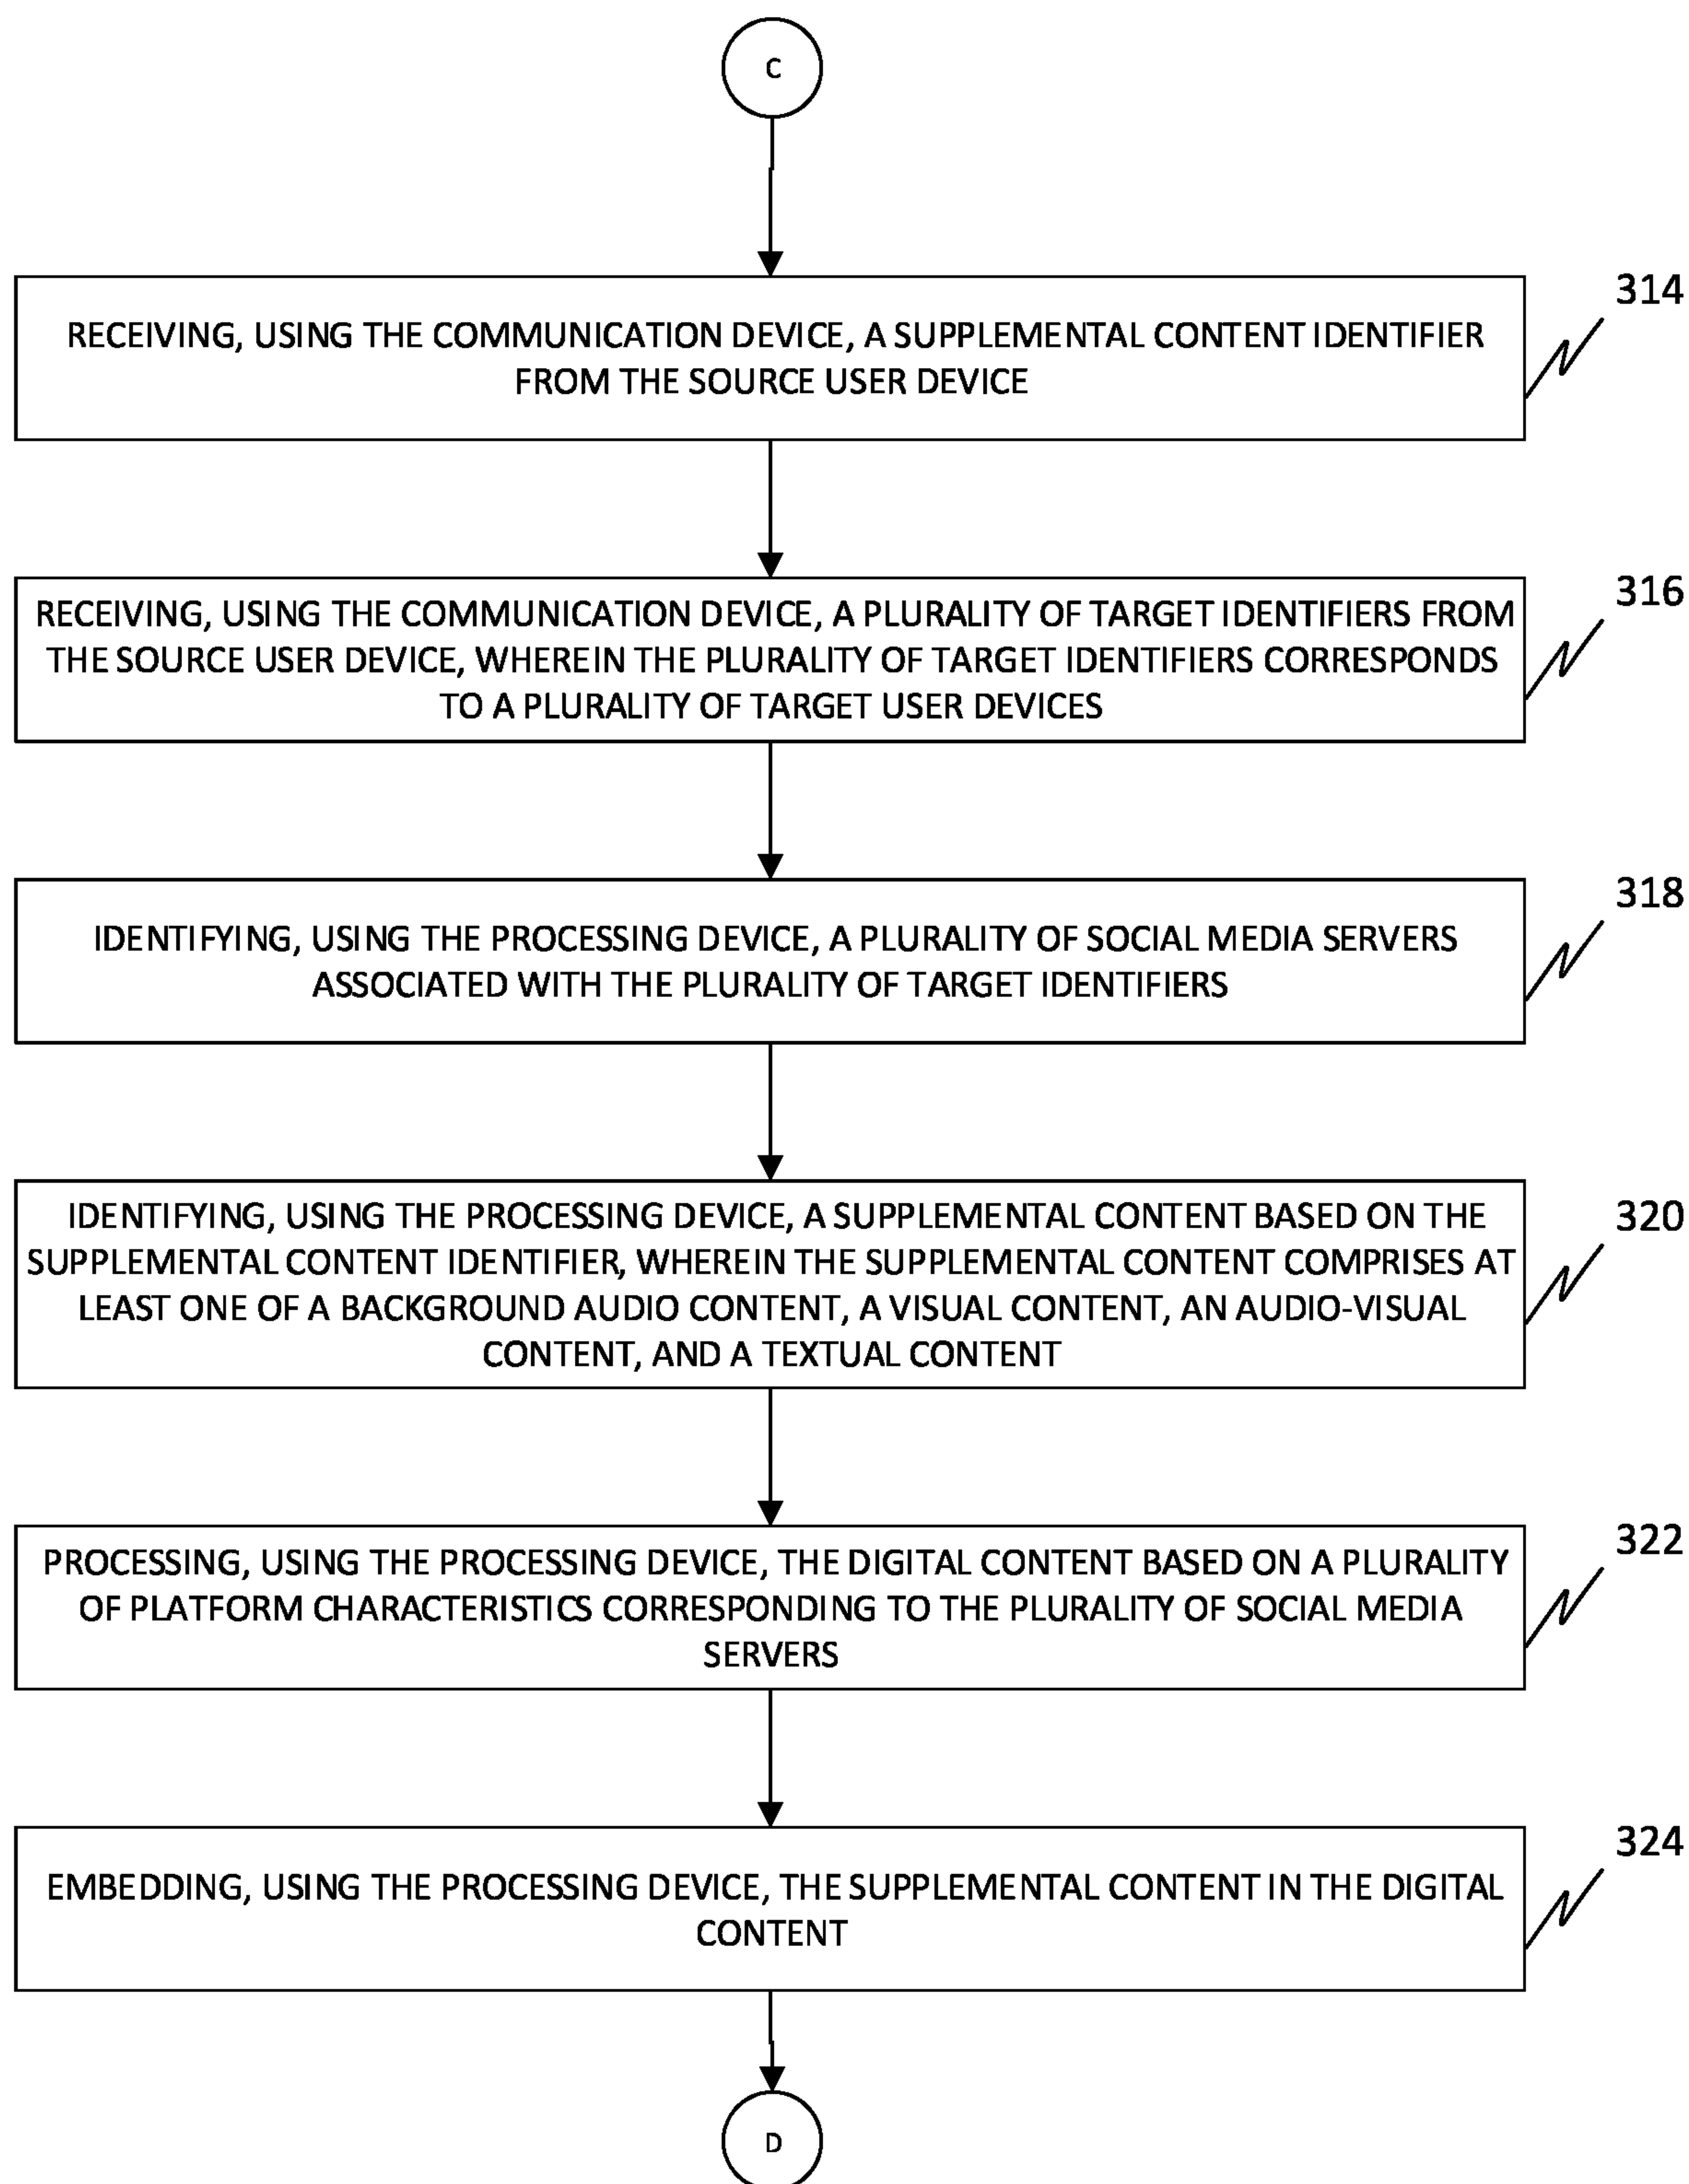 C
314
RECEIVING, USING THE COMMUNICATION DEVICE, A SUPPLEMENTAL CONTENT IDENTIFIER
FROM THE SOURCE USER DEVICE
316
RECEIVING, USING THE COMMUNICATION DEVICE, A PLURALITY OF TARGET IDENTIFIERS FROM
THE SOURCE USER DEVICE, WHEREIN THE PLURALITY OF TARGET IDENTIFIERS CORRESPONDS
TO A PLURALITY OF TARGET USER DEVICES
318
IDENTIFYING, USING THE PROCESSING DEVICE, A PLURALITY OF SOCIAL MEDIA SERVERS
ASSOCIATED WITH THE PLURALITY OF TARGET IDENTIFIERS
320
IDENTIFYING, USING THE PROCESSING DEVICE, A SUPPLEMENTAL CONTENT BASED ON THE
SUPPLEMENTAL CONTENT IDENTIFIER, WHEREIN THE SUPPLEMENTAL CONTENT COMPRISES AT
LEAST ONE OF A BACKGROUND AUDIO CONTENT, A VISUAL CONTENT, AN AUDIO-VISUAL
CONTENT, AND A TEXTUAL CONTENT
322
PROCESSING, USING THE PROCESSING DEVICE, THE DIGITAL CONTENT BASED ON A PLURALITY
OF PLATFORM CHARACTERISTICS CORRESPONDING TO THE PLURALITY OF SOCIAL MEDIA
SERVERS
324
EMBEDDING, USING THE PROCESSING DEVICE, THE SUPPLEMENTAL CONTENT IN THE DIGITAL
CONTENT
D